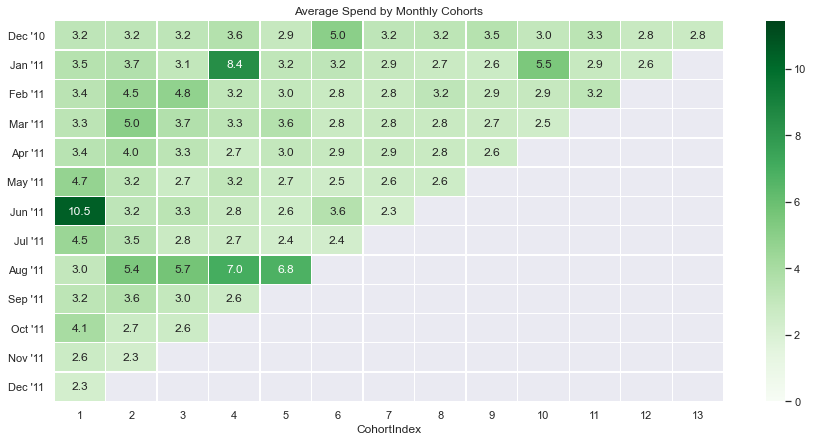 Average Spend by Monthly Cohorts
Dec '10 3.2 3.2 3.2 3.6 2.9 5.0 3.2 3.2 3.5 3.0 3.3 2.8 2.8
Jan '11 3.5 3.7 3.1 8.4 3.2 3.2 2.9 2.7 2.6 5.5 2.9 2.6
Feb '11 3.4 4.5 4.8 3.2 3.0 2.8 2.8 3.2 2.9 2.9 3.2
Mar '11 3.3 5.0 3.7 3.3 3.6 2.8 2.8 2.8 2.7 2.5
Apr '11 3.4 4.0 3.3 2.7 3.0 2.9 2.9 2.8 2.6
May '11 4.7 3.2 2.7 3.2 2.7 2.5 2.6 2.6
Jun '11 10.5 3.2 3.3 2.8 2.6 3.6 2.3
Jul '11 4.5 3.5 2.8 2.7 2.4 2.4
Aug '11 3.0 5.4 5.7 7.0 6.8
Sep '11 3.2 3.6 3.0 2.6
Oct '11 4.1 2.7 2.6
Nov '11 2.6 2.3
Dec '11 2.3
1 2 3 4 5 6 7 8 9 10 11 12 13
CohortIndex
10
8
6
4
2
0